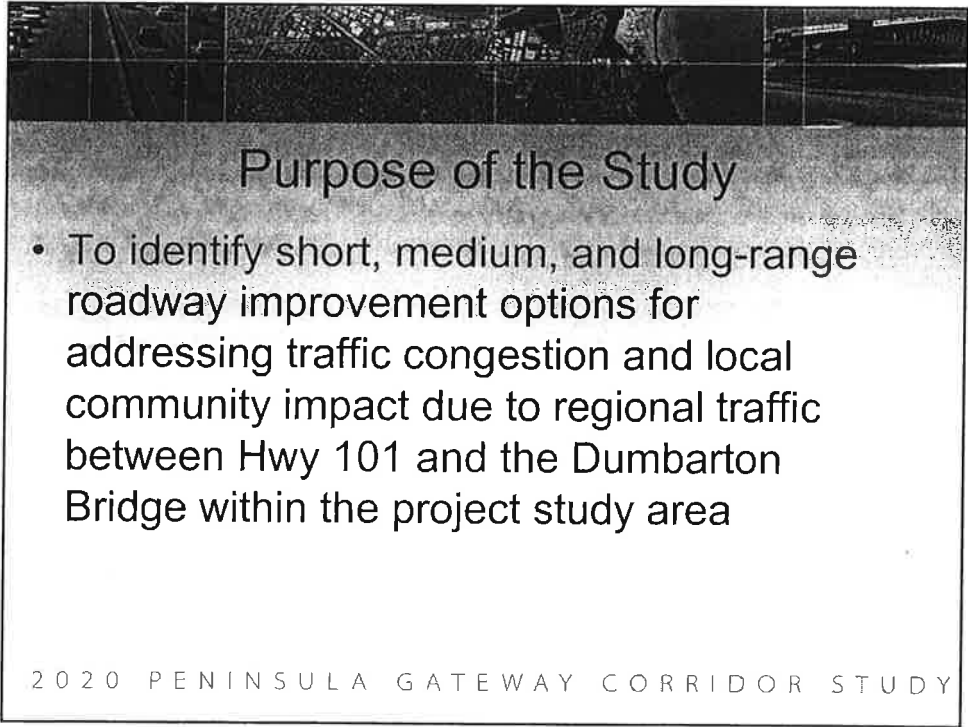 Purpose of the Study
• To identify short, medium, and long-range
roadway improvement options for
addressing traffic congestion and local
community impact due to regional traffic
between Hwy 101 and the Dumbarton
Bridge within the project study area
2020 PENINSULA GATEWAY CORRIDOR STUDY